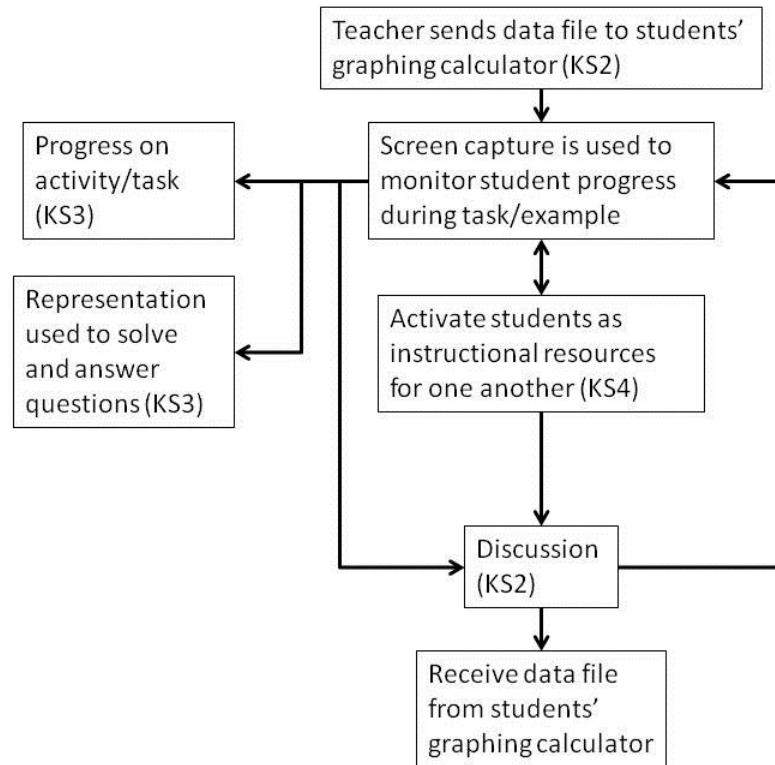 Teacher sends data file to students'
graphing calculator (KS2)
Progress on
activity/task
(KS3)
Screen capture is used to
monitor student progress
during task/example
Representation
used to solve
and answer
questions (KS3)
Activate students as
instructional resources
for one another (KS4)
Discussion
(KS2)
Receive data file
from students'
graphing calculator